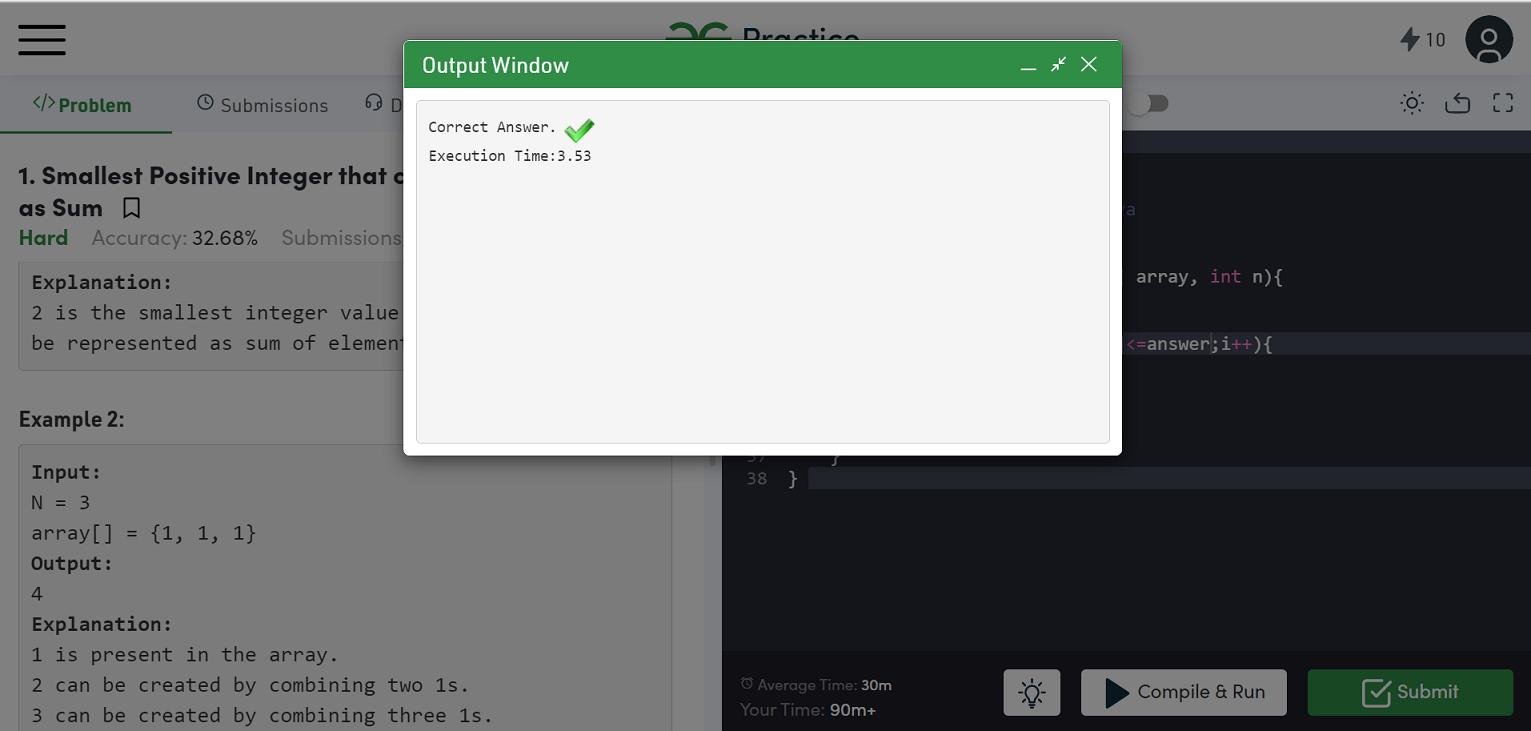 Practice
10
Output Window
</> Problem
Submissions
Correct Answer.
Execution Time:3.53
1. Smallest Positive Integer that
as Sum
Hard Accuracy: 32.68% Submissions
Explanation:
2 is the smallest integer value
be represented as sum of elemen
Example 2:
Input:
N = 3
array[] = {1, 1, 1}
Output:
4
Explanation:
1 is present in the array.
2 can be created by combining two 1s.
3 can be created by combining three 1s.
array, int n){
<=answer;i++){
37 }
38 }
Average Time: 30m
Your Time: 90m+
Compile & Run
Submit